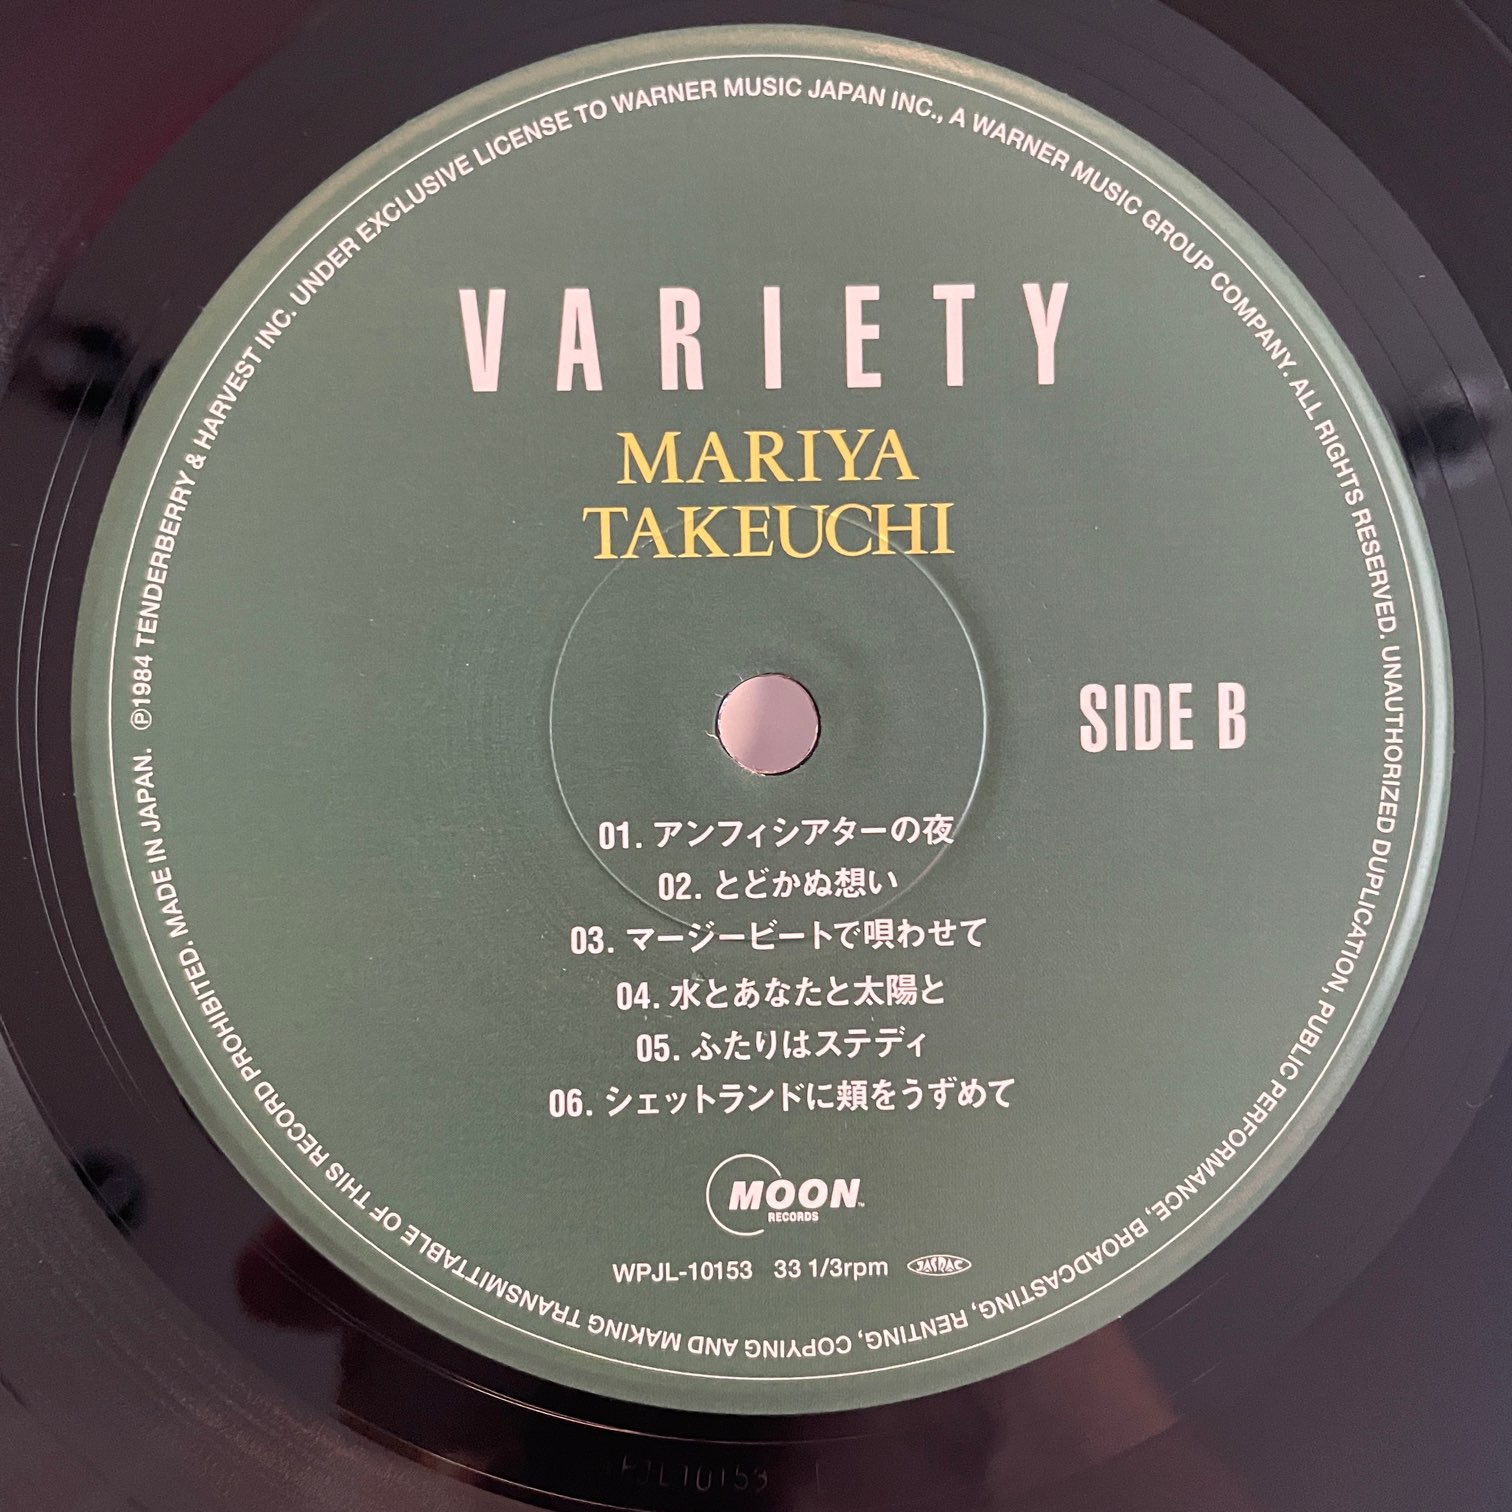 VARIETY
MARIYA
TAKEUCHI
SIDE B
01. アンフィシアターの夜
02. とどかぬ想い
03. マージービートで唄わせて
04. 水とあなたと太陽と
05. ふたりはステディ
06. シェットランドに頬をうずめて
MOON™
RECORDS
WPJL-10153 33 1/3rpm JASRAC
℗1984 TENDERBERRY & HARVEST INC. UNDER EXCLUSIVE LICENSE TO WARNER MUSIC JAPAN INC., A WARNER MUSIC GROUP COMPANY. ALL RIGHTS RESERVED. UNAUTHORIZED DUPLICATION, PUBLIC PERFORMANCE, BROADCASTING, RENTING, COPYING AND MAKING TRANSMITTABLE OF THIS RECORD PROHIBITED. MADE IN JAPAN.
WPJL10153